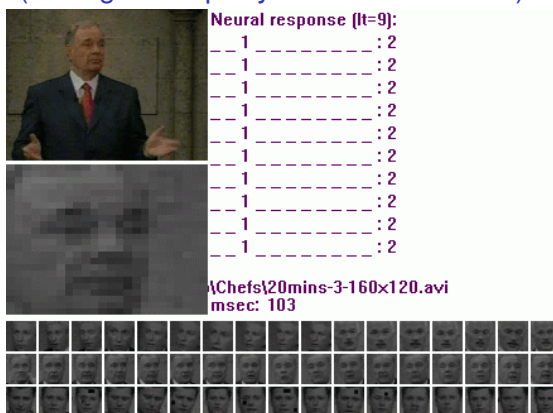 Neural response (It=9):
_ _ 1 _ _ _ _ _ _ _ _ : 2
_ _ 1 _ _ _ _ _ _ _ _ : 2
_ _ 1 _ _ _ _ _ _ _ _ : 2
_ _ 1 _ _ _ _ _ _ _ _ : 2
_ _ 1 _ _ _ _ _ _ _ _ : 2
_ _ 1 _ _ _ _ _ _ _ _ : 2
_ _ 1 _ _ _ _ _ _ _ _ : 2
_ _ 1 _ _ _ _ _ _ _ _ : 2
_ _ 1 _ _ _ _ _ _ _ _ : 2
_ _ 1 _ _ _ _ _ _ _ _ : 2
\Chefs\20mins-3-160x120.avi
msec: 103